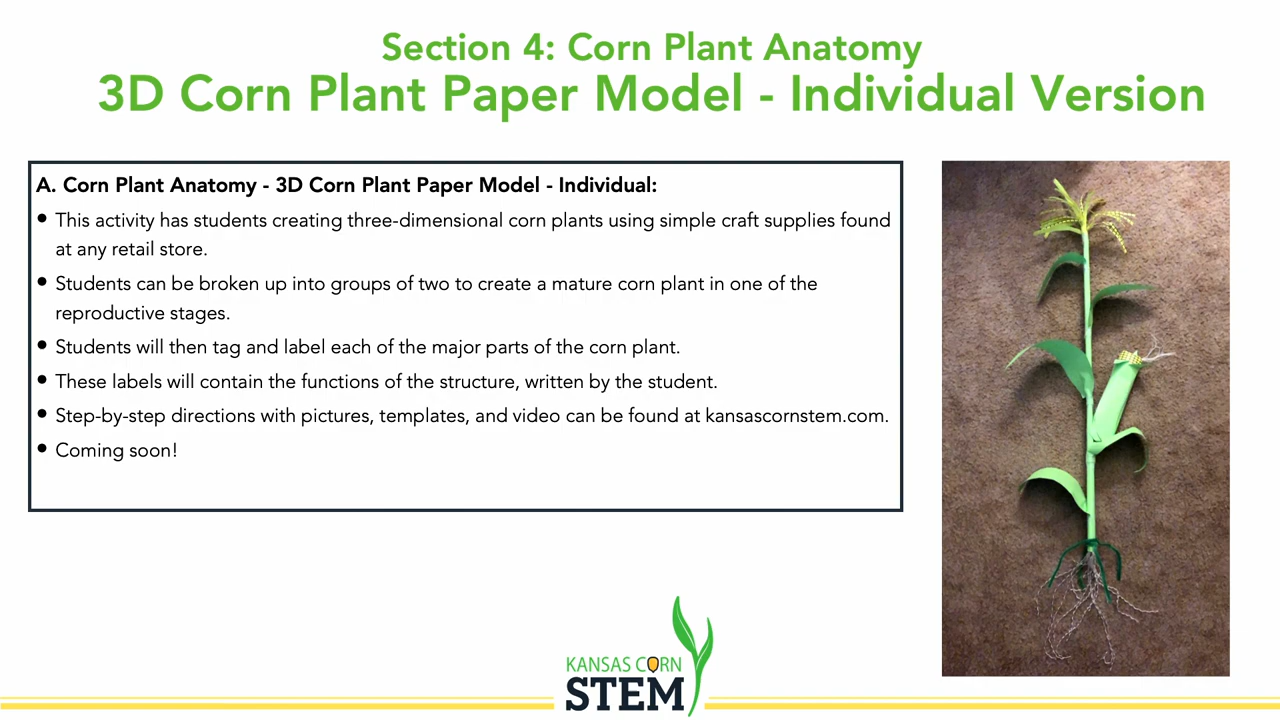 Section 4: Corn Plant Anatomy
3D Corn Plant Paper Model - Individual Version
A. Corn Plant Anatomy - 3D Corn Plant Paper Model - Individual:
• This activity has students creating three-dimensional corn plants using simple craft supplies found
at any retail store.
• Students can be broken up into groups of two to create a mature corn plant in one of the
reproductive stages.
• Students will then tag and label each of the major parts of the corn plant.
• These labels will contain the functions of the structure, written by the student.
• Step-by-step directions with pictures, templates, and video can be found at kansascornstem.com.
• Coming soon!
KANSAS CORN
STEM